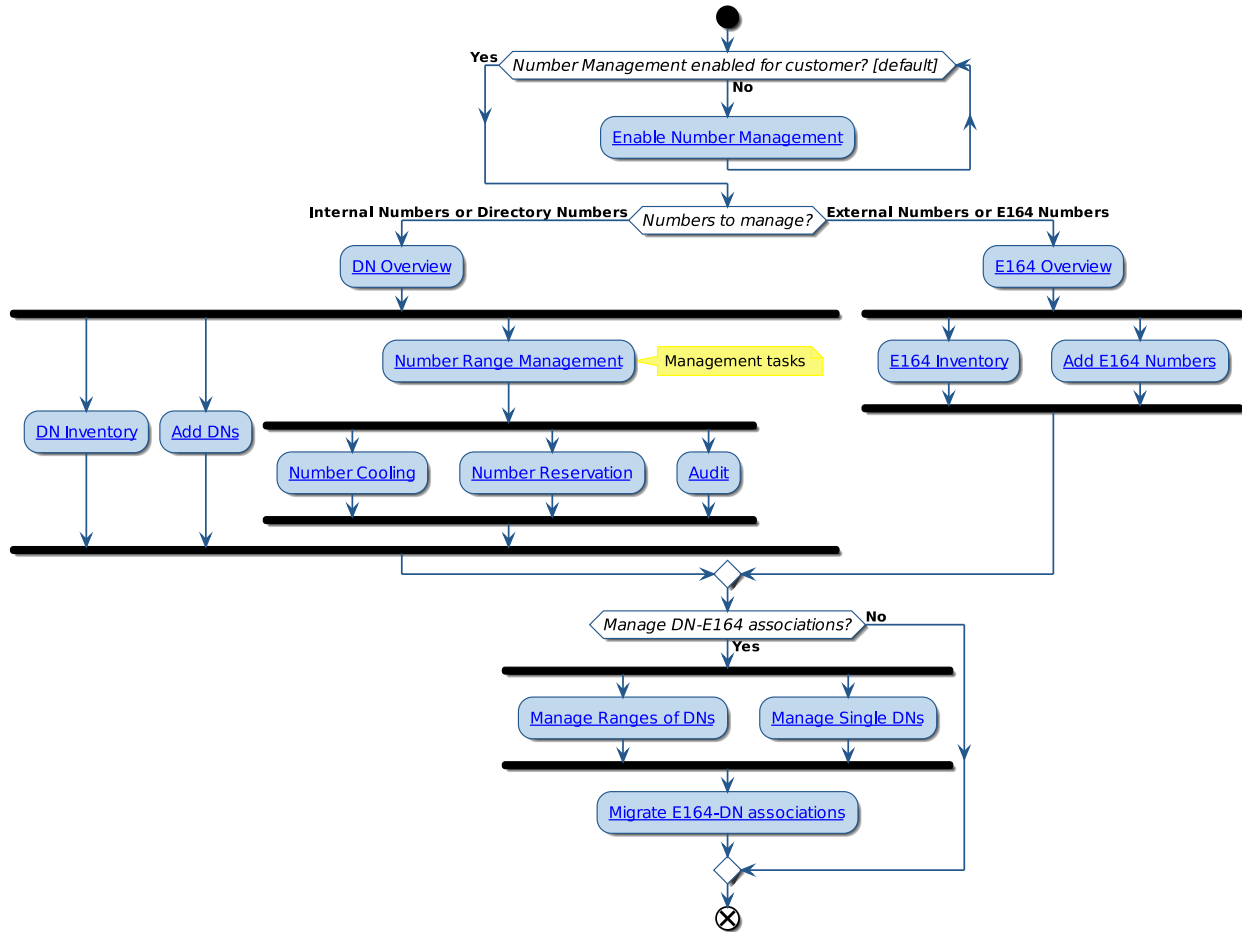 Yes
Number Management enabled for customer? [default]
No
Enable Number Management
Internal Numbers or Directory Numbers
Numbers to manage?
External Numbers or E164 Numbers
DN Overview
E164 Overview
Number Range Management
Management tasks
E164 Inventory
Add E164 Numbers
DN Inventory
Add DNs
Number Cooling
Number Reservation
Audit
Manage DN-E164 associations?
No
Yes
Manage Ranges of DNs
Manage Single DNs
Migrate E164-DN associations